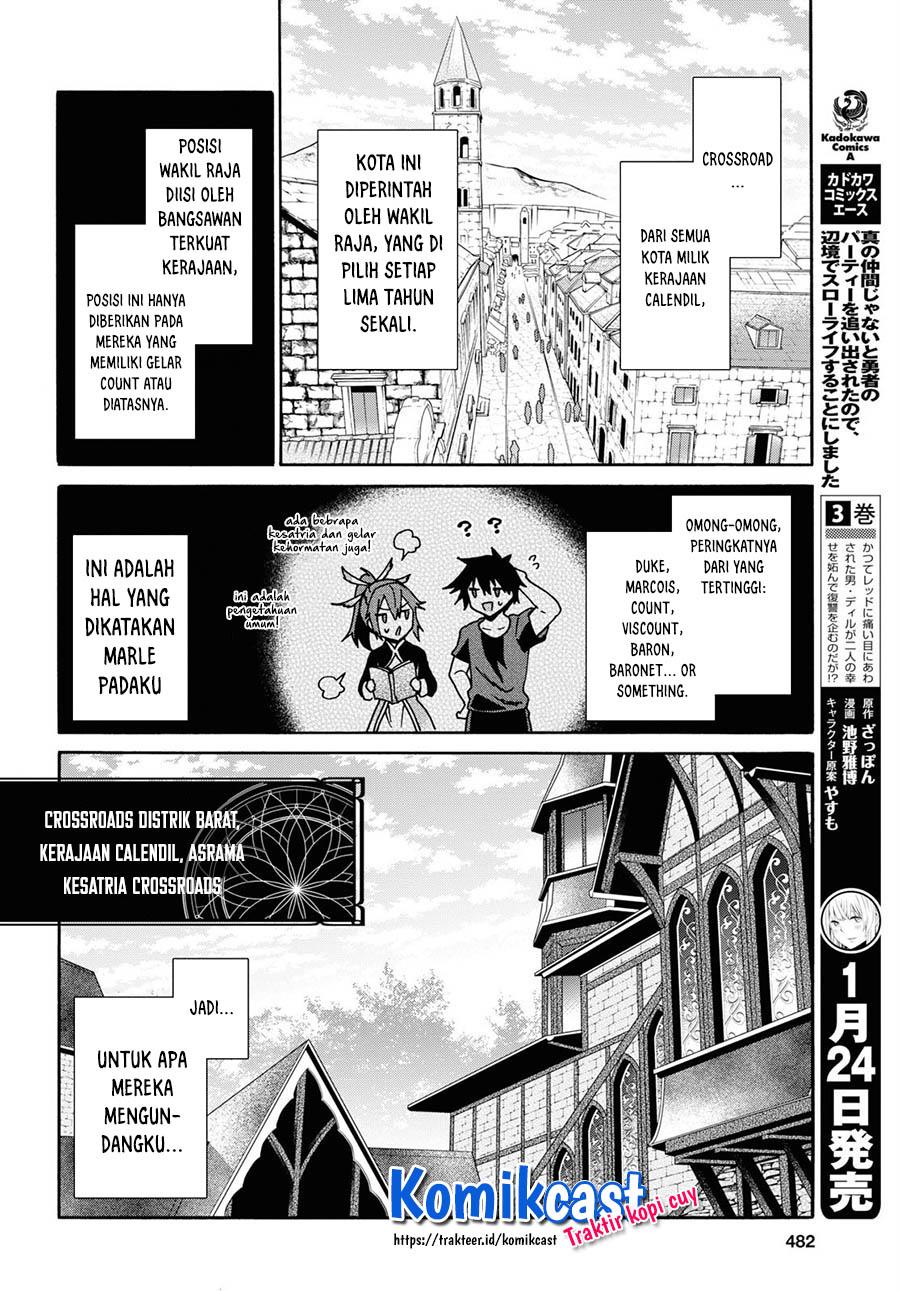 CROSSROAD
...
DARI SEMUA
KOTA MILIK
KERAJAAN
CALENDIL,
KOTA INI
DIPERINTAH
OLEH WAKIL
RAJA, YANG DI
PILIH SETIAP
LIMA TAHUN
SEKALI.
POSISI
WAKIL RAJA
DIISI OLEH
BANGSAWAN
TERKUAT
KERAJAAN,
POSISI INI HANYA
DIBERIKAN PADA
MEREKA YANG
MEMILIKI GELAR
COUNT ATAU
DIATASNYA.
OMONG-OMONG,
PERINGKATNYA
DARI YANG
TERTINGGI:
DUKE,
MARCOIS,
COUNT,
VISCOUNT,
BARON,
BARONET... OR
SOMETHING.
? ?
ada bebrapa
kesatria dan gelar
kehormatan juga!
ini adalah
pengetahuan
umum!
INI ADALAH
HAL YANG
DIKATAKAN
MARLE
PADAKU
CROSSROADS DISTRIK BARAT,
KERAJAAN CALENDIL, ASRAMA
KESATRIA CROSSROADS
JADI...
UNTUK APA
MEREKA
MENGUN-
DANGKU...
Komikcast
Traktir kopi cuy
https://trakteer.id/komikcast
482
Kadokawa
Comics
A
カドカワ
コミックス
エース
真の仲間じゃないと勇者の
パーティーを追い出されたので、
辺境でスローライフすることにしました
3巻
かつてレッドに痛い目にあわ
された男・ディルが二人の幸
せを妬んで復讐を企むのだが!?
原作 ざっぽん
漫画 池野雅博
キャラクター原案 やすも
1月24日発売